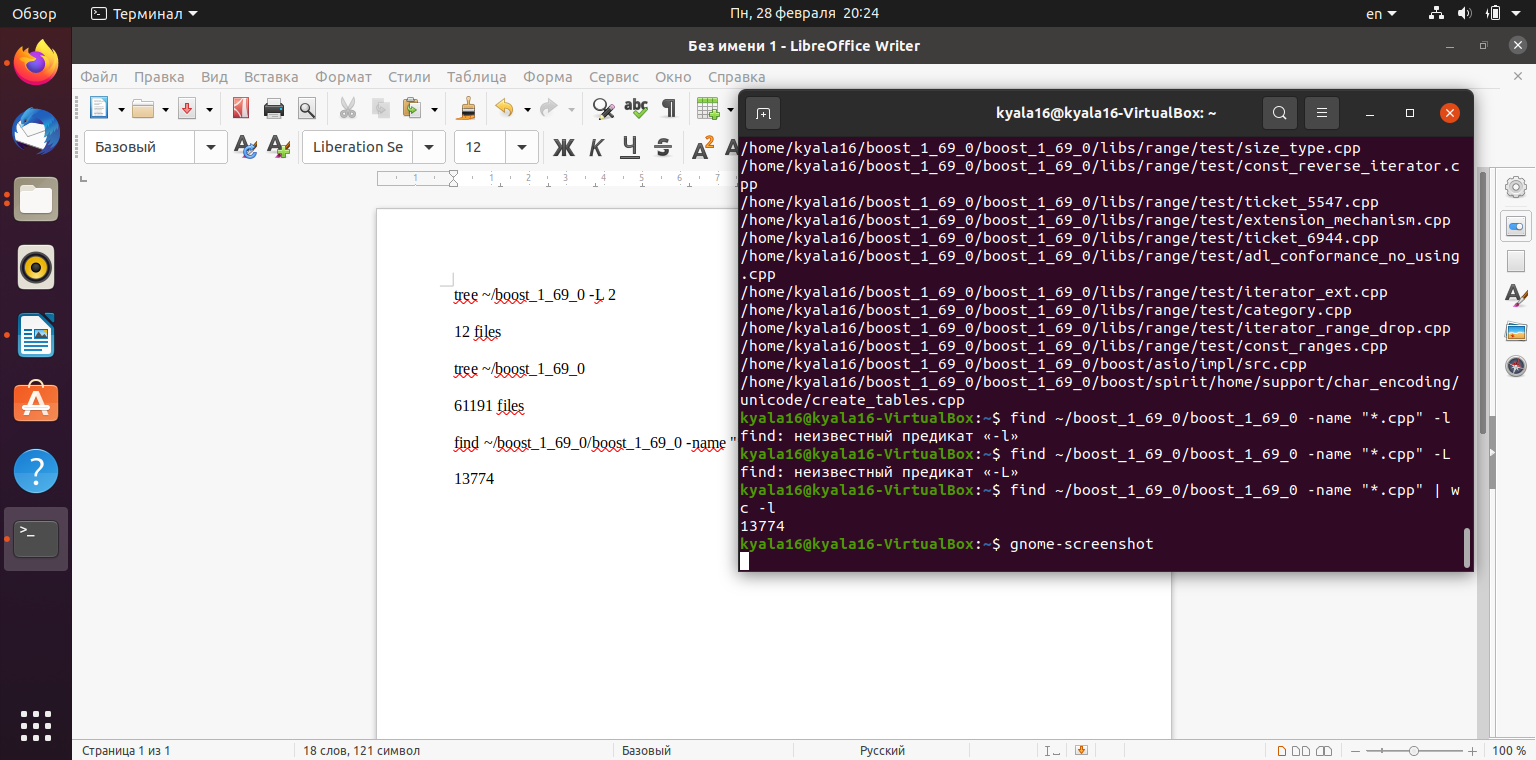 Обзор
Терминал
Пн, 28 февраля 20:24
en
Без имени 1 - LibreOffice Writer
Файл Правка Вид Вставка Формат Стили Таблица Форма Сервис Окно Справка
Базовый
Liberation Se
12
Ж К Ч S A2 A
1 1 2 3 4 5 6 7
tree ~/boost_1_69_0 -L 2
12 files
tree ~/boost_1_69_0
61191 files
find ~/boost_1_69_0/boost_1_69_0 -name "
13774
kyala16@kyala16-VirtualBox: ~
/home/kyala16/boost_1_69_0/boost_1_69_0/libs/range/test/size_type.cpp
/home/kyala16/boost_1_69_0/boost_1_69_0/libs/range/test/const_reverse_iterator.c
pp
/home/kyala16/boost_1_69_0/boost_1_69_0/libs/range/test/ticket_5547.cpp
/home/kyala16/boost_1_69_0/boost_1_69_0/libs/range/test/extension_mechanism.cpp
/home/kyala16/boost_1_69_0/boost_1_69_0/libs/range/test/ticket_6944.cpp
/home/kyala16/boost_1_69_0/boost_1_69_0/libs/range/test/adl_conformance_no_using
.cpp
/home/kyala16/boost_1_69_0/boost_1_69_0/libs/range/test/iterator_ext.cpp
/home/kyala16/boost_1_69_0/boost_1_69_0/libs/range/test/category.cpp
/home/kyala16/boost_1_69_0/boost_1_69_0/libs/range/test/iterator_range_drop.cpp
/home/kyala16/boost_1_69_0/boost_1_69_0/libs/range/test/const_ranges.cpp
/home/kyala16/boost_1_69_0/boost_1_69_0/boost/asio/impl/src.cpp
/home/kyala16/boost_1_69_0/boost_1_69_0/boost/spirit/home/support/char_encoding/
unicode/create_tables.cpp
kyala16@kyala16-VirtualBox:~$ find ~/boost_1_69_0/boost_1_69_0 -name "*.cpp" -l
find: неизвестный предикат «-l»
kyala16@kyala16-VirtualBox:~$ find ~/boost_1_69_0/boost_1_69_0 -name "*.cpp" -L
find: неизвестный предикат «-L»
kyala16@kyala16-VirtualBox:~$ find ~/boost_1_69_0/boost_1_69_0 -name "*.cpp" | w
c -l
13774
kyala16@kyala16-VirtualBox:~$ gnome-screenshot
Страница 1 из 1
18 слов, 121 символ
Базовый
Русский
100 %